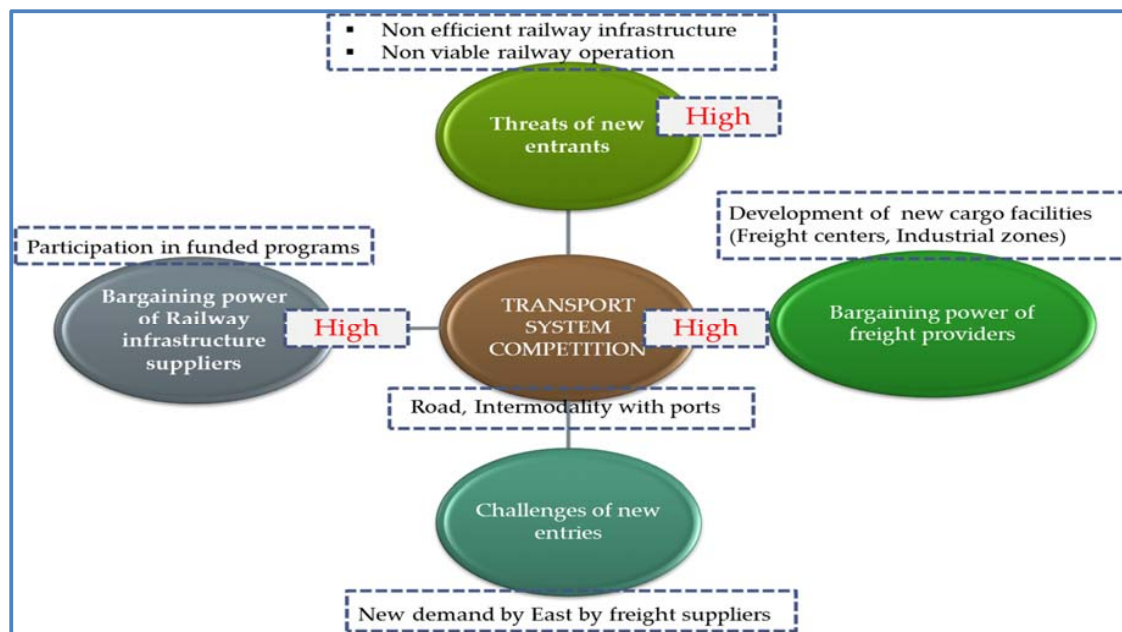 ▪ Non efficient railway infrastructure
▪ Non viable railway operation
Threats of new
entrants
High
Development of new cargo facilities
(Freight centers, Industrial zones)
Participation in funded programs
Bargaining power
of Railway
infrastructure
suppliers
High
TRANSPORT
SYSTEM
COMPETITION
High
Bargaining power of
freight providers
Road, Intermodality with ports
Challenges of new
entries
New demand by East by freight suppliers